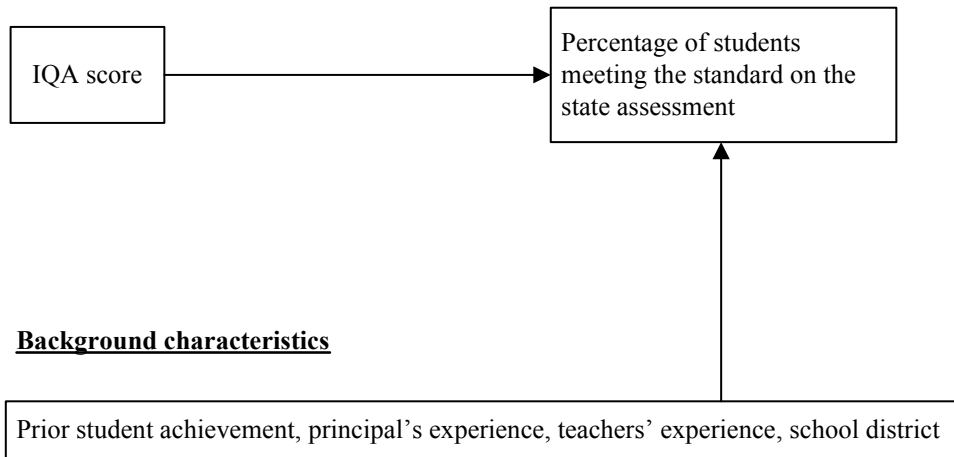 IQA score
Percentage of students
meeting the standard on the
state assessment
Background characteristics
Prior student achievement, principal’s experience, teachers’ experience, school district